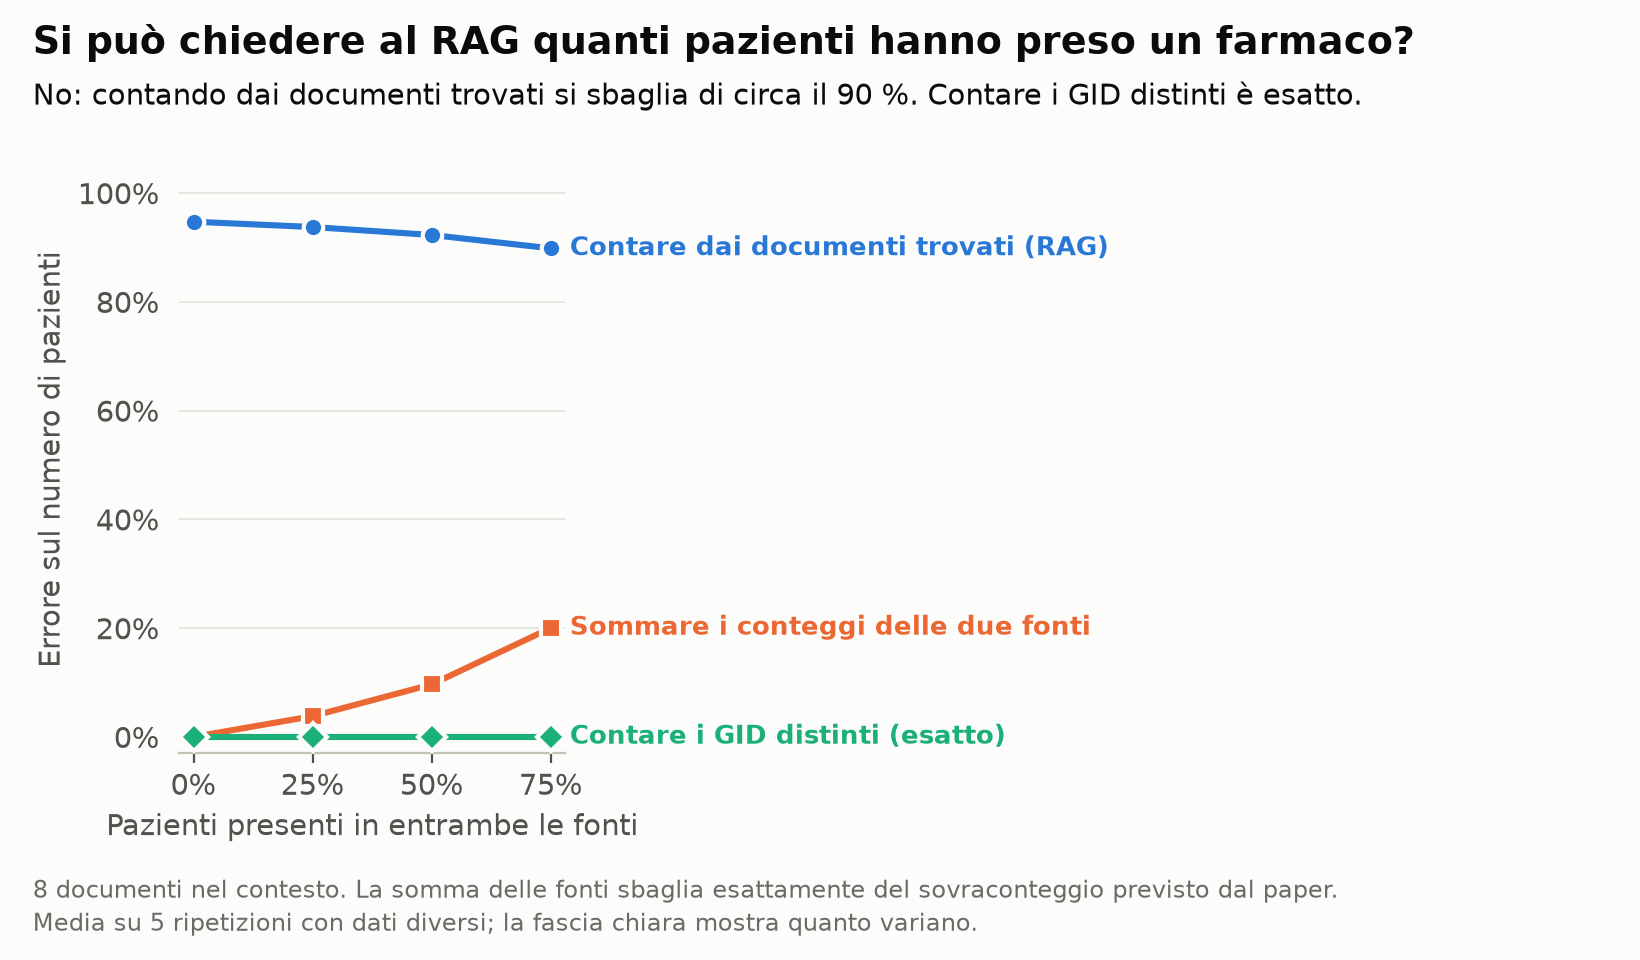 Si può chiedere al RAG quanti pazienti hanno preso un farmaco?
No: contando dai documenti trovati si sbaglia di circa il 90 %. Contare i GID distinti è esatto.
Errore sul numero di pazienti
100%
80%
60%
40%
20%
0%
Contare dai documenti trovati (RAG)
Sommare i conteggi delle due fonti
Contare i GID distinti (esatto)
0% 25% 50% 75%
Pazienti presenti in entrambe le fonti
8 documenti nel contesto. La somma delle fonti sbaglia esattamente del sovraconteggio previsto dal paper.
Media su 5 ripetizioni con dati diversi; la fascia chiara mostra quanto variano.